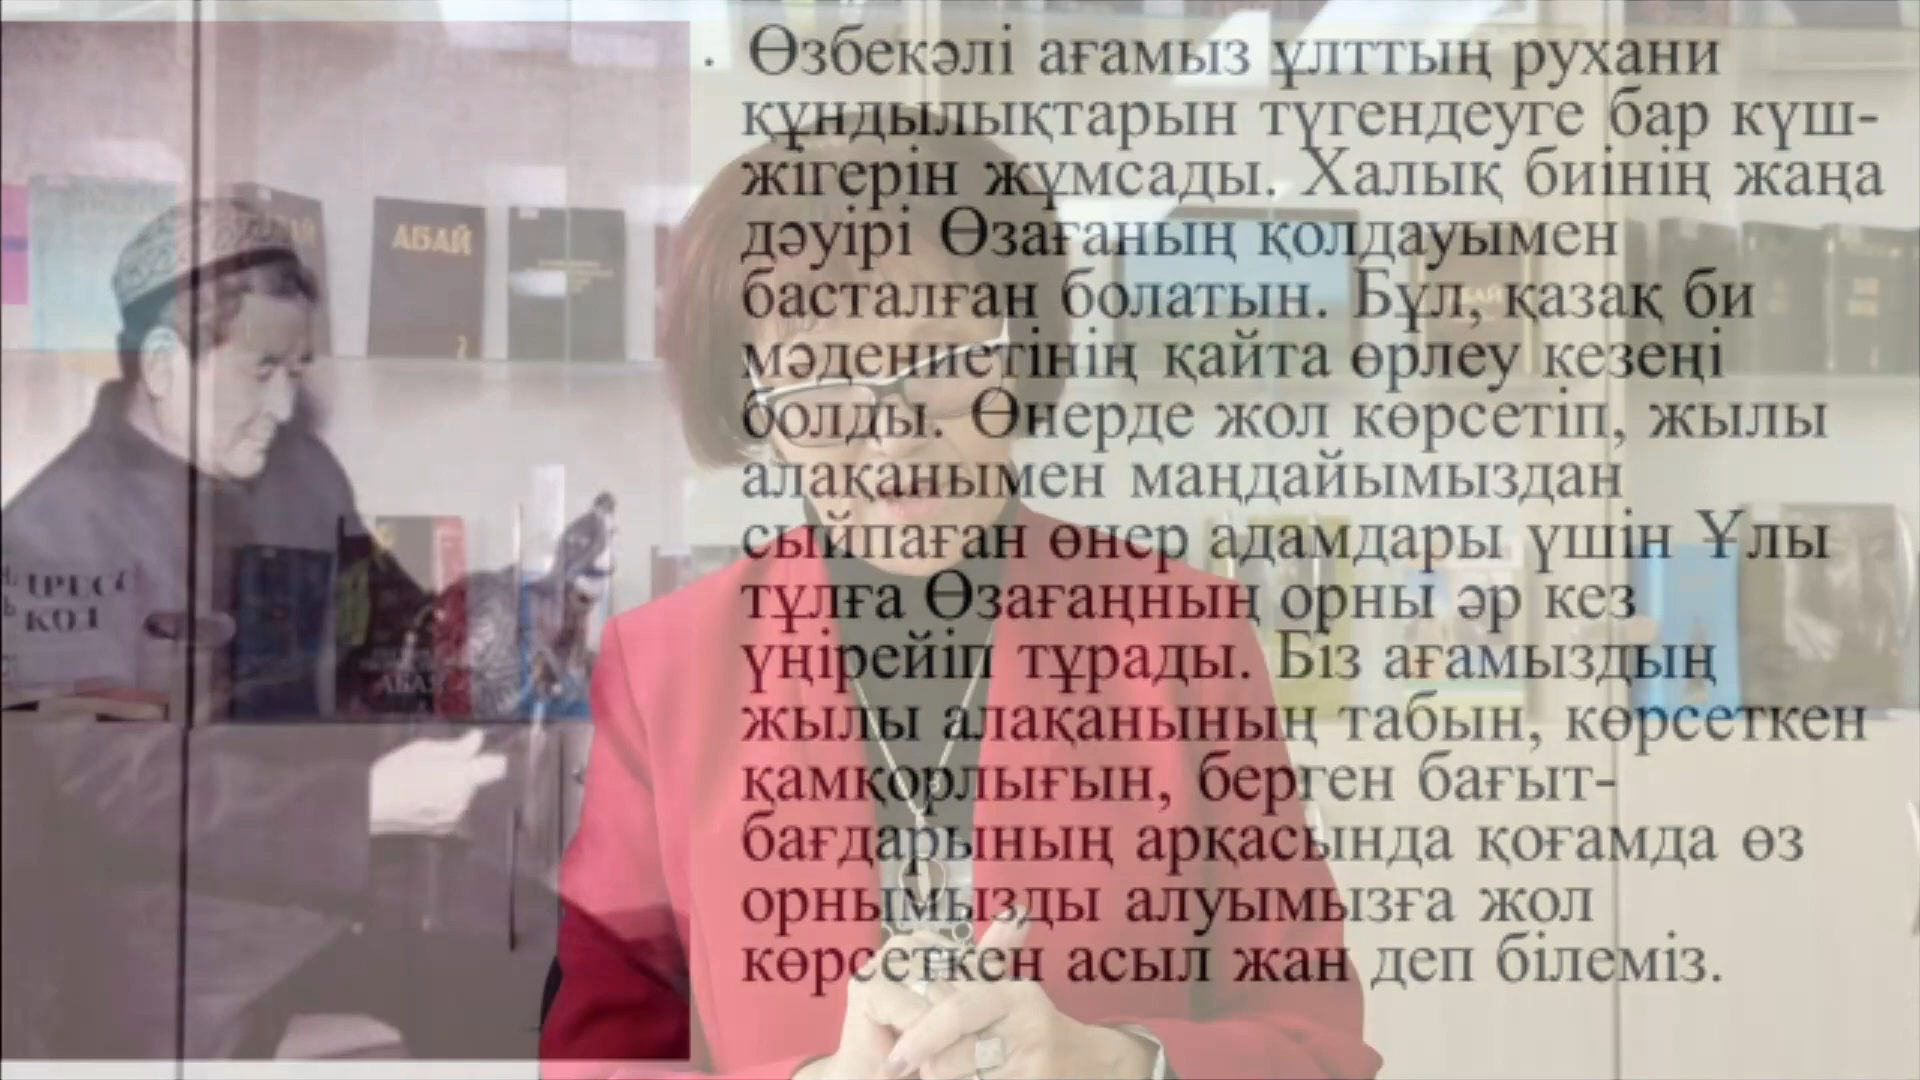 · Өзбекәлі ағамыз ұлттың рухани
құндылықтарын түгендеуге бар күш-
жігерін жұмсады. Халық биінің жаңа
дәуірі Өзағаның қолдауымен
басталған болатын. Бұл, қазақ би
мәдениетінің қайта өрлеу кезеңі
болды. Өнерде жол көрсетіп, жылы
алақанымен маңдайымыздан
сыйпаған өнер адамдары үшін Ұлы
тұлға Өзағаңның орны әр кез
үңірейіп тұрады. Біз ағамыздың
жылы алақанының табын, көрсеткен
қамқорлығын, берген бағыт-
бағдарының арқасында қоғамда өз
орнымызды алуымызға жол
көрсеткен асыл жан деп білеміз.
АБАЙ
2